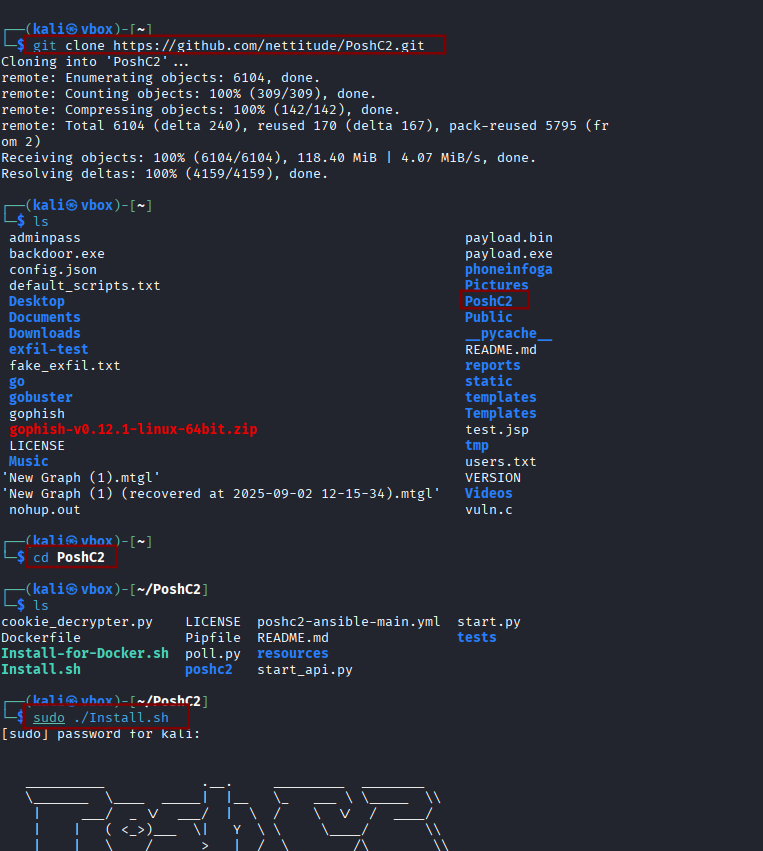 ┌──(kali㉿vbox)-[~]
└─$ git clone https://github.com/nettitude/PoshC2.git
Cloning into 'PoshC2'...
remote: Enumerating objects: 6104, done.
remote: Counting objects: 100% (309/309), done.
remote: Compressing objects: 100% (142/142), done.
remote: Total 6104 (delta 240), reused 170 (delta 167), pack-reused 5795 (fr
om 2)
Receiving objects: 100% (6104/6104), 118.40 MiB | 4.07 MiB/s, done.
Resolving deltas: 100% (4159/4159), done.
┌──(kali㉿vbox)-[~]
└─$ ls
adminpass payload.bin
backdoor.exe payload.exe
config.json phoneinfoga
default_scripts.txt Pictures
Desktop PoshC2
Documents Public
Downloads __pycache__
exfil-test README.md
fake_exfil.txt reports
go static
gobuster templates
gophish Templates
gophish-v0.12.1-linux-64bit.zip test.jsp
LICENSE tmp
Music users.txt
'New Graph (1).mtgl' VERSION
'New Graph (1) (recovered at 2025-09-02 12-15-34).mtgl' Videos
nohup.out vuln.c
┌──(kali㉿vbox)-[~]
└─$ cd PoshC2
┌──(kali㉿vbox)-[~/PoshC2]
└─$ ls
cookie_decrypter.py LICENSE poshc2-ansible-main.yml start.py
Dockerfile Pipfile README.md tests
Install-for-Docker.sh poll.py resources
Install.sh poshc2 start_api.py
┌──(kali㉿vbox)-[~/PoshC2]
└─$ sudo ./Install.sh
[sudo] password for kali: